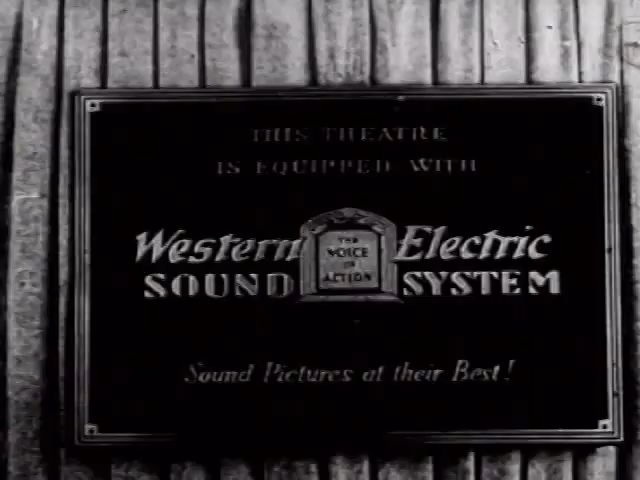 THIS THEATRE
IS EQUIPPED WITH
Western Electric
SOUND SYSTEM
THE
VOICE
OF
ACTION
Sound Pictures at their Best!